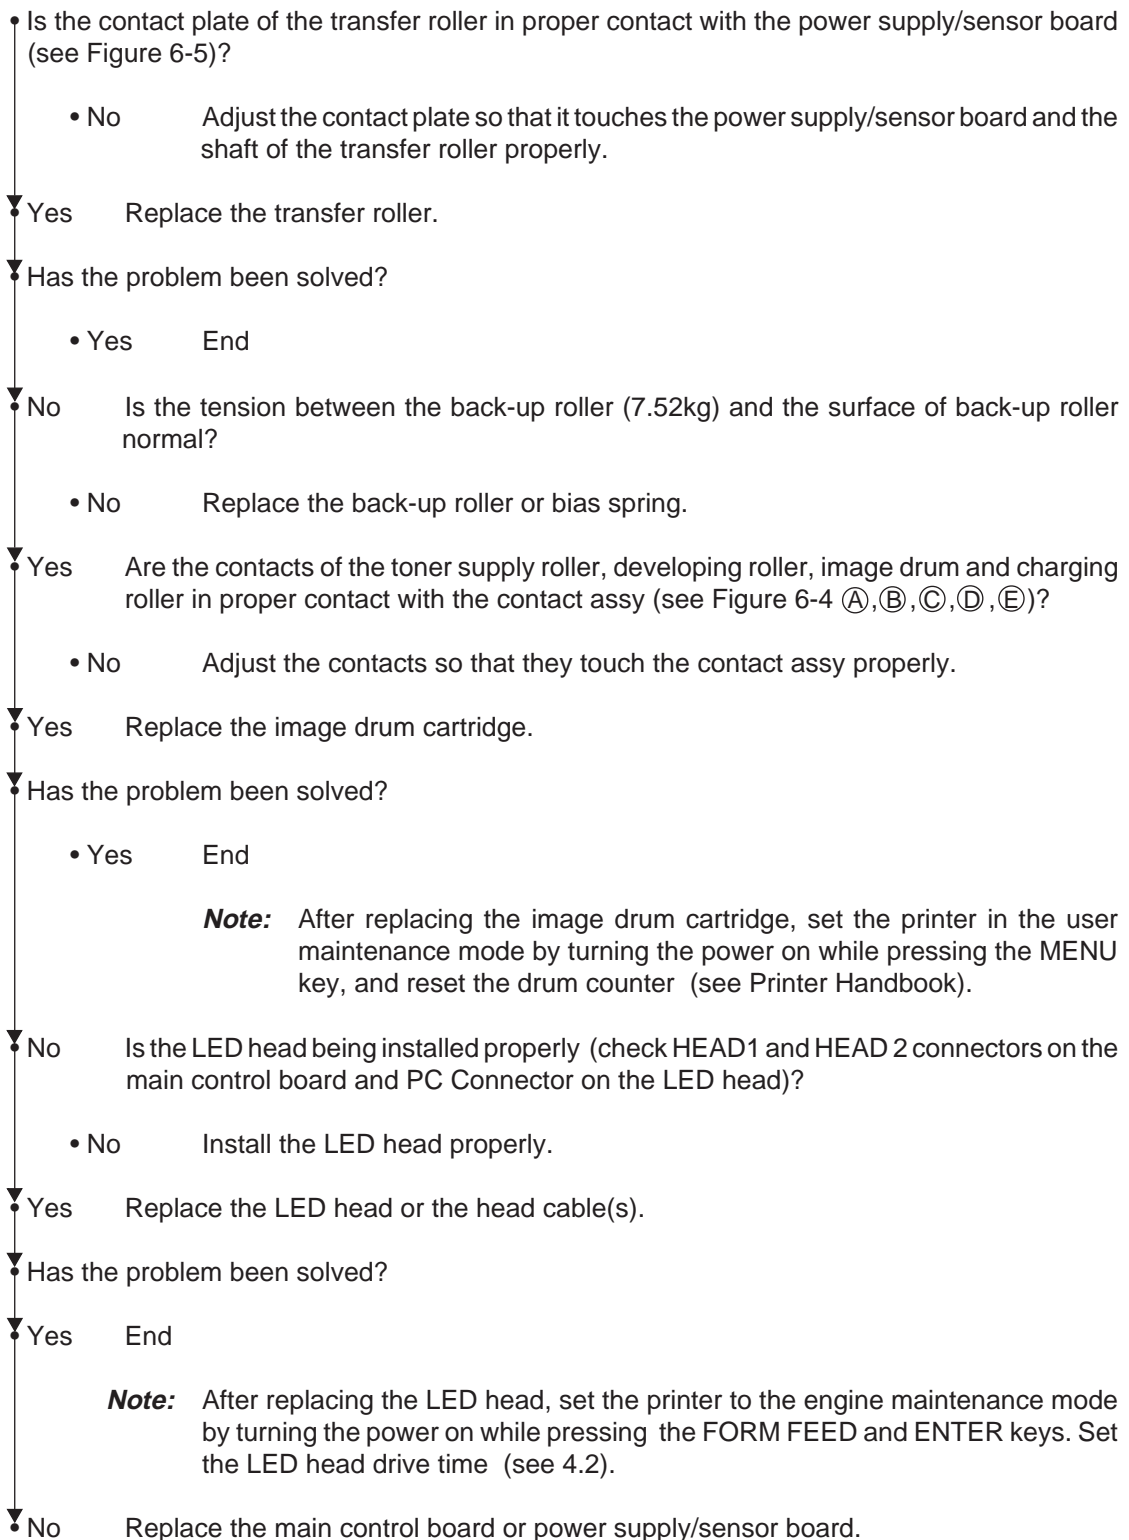 • Is the contact plate of the transfer roller in proper contact with the power supply/sensor board
(see Figure 6-5)?
• No Adjust the contact plate so that it touches the power supply/sensor board and the
shaft of the transfer roller properly.
• Yes Replace the transfer roller.
• Has the problem been solved?
• Yes End
• No Is the tension between the back-up roller (7.52kg) and the surface of back-up roller
normal?
• No Replace the back-up roller or bias spring.
• Yes Are the contacts of the toner supply roller, developing roller, image drum and charging
roller in proper contact with the contact assy (see Figure 6-4 Ⓐ,Ⓑ,Ⓒ,Ⓓ,Ⓔ)?
• No Adjust the contacts so that they touch the contact assy properly.
• Yes Replace the image drum cartridge.
• Has the problem been solved?
• Yes End
Note: After replacing the image drum cartridge, set the printer in the user
maintenance mode by turning the power on while pressing the MENU
key, and reset the drum counter (see Printer Handbook).
• No Is the LED head being installed properly (check HEAD1 and HEAD 2 connectors on the
main control board and PC Connector on the LED head)?
• No Install the LED head properly.
• Yes Replace the LED head or the head cable(s).
• Has the problem been solved?
• Yes End
Note: After replacing the LED head, set the printer to the engine maintenance mode
by turning the power on while pressing the FORM FEED and ENTER keys. Set
the LED head drive time (see 4.2).
• No Replace the main control board or power supply/sensor board.